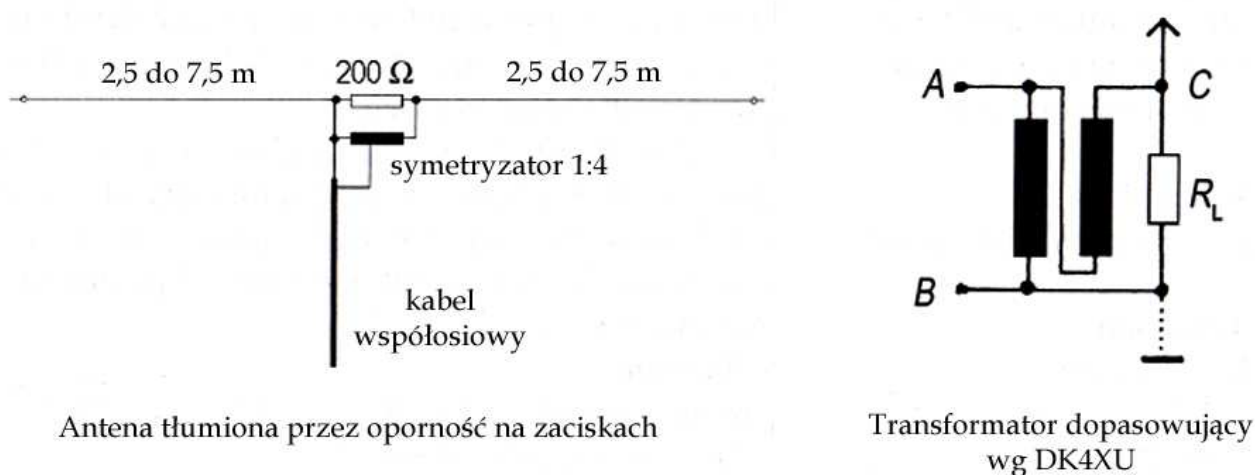 2,5 do 7,5 m
200 Ω
2,5 do 7,5 m
symetryzator 1:4
kabel
współosiowy
Antena tłumiona przez oporność na zaciskach
A
C
R_L
B
Transformator dopasowujący
wg DK4XU